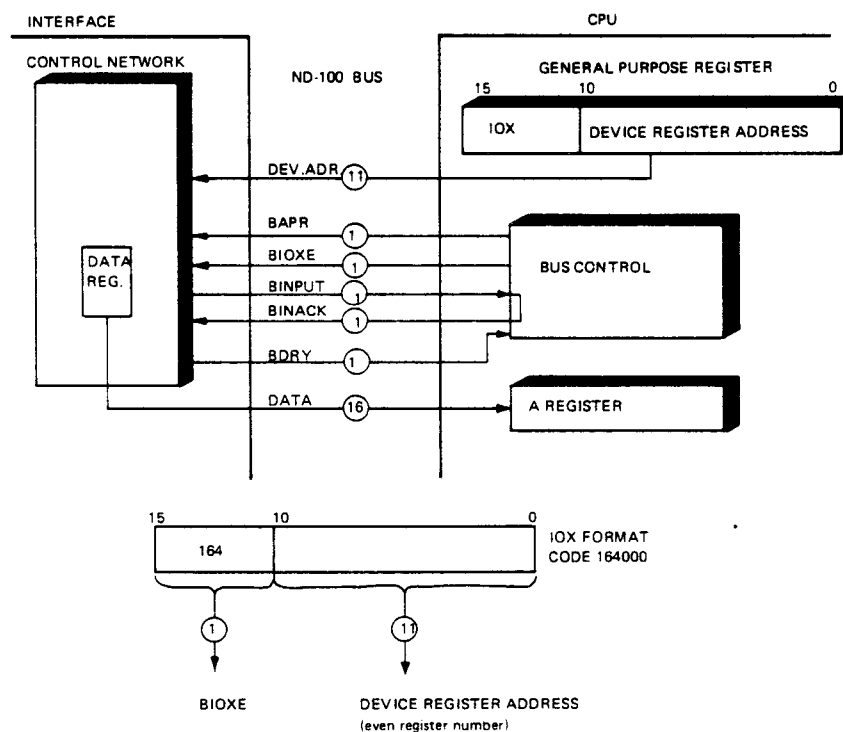 INTERFACE
CPU
CONTROL NETWORK
ND-100 BUS
GENERAL PURPOSE REGISTER
15
10
0
IOX
DEVICE REGISTER ADDRESS
DEV.ADR.
11
BAPR
1
BIOXE
1
DATA
REG.
BUS CONTROL
BINPUT
1
BINACK
1
BDRY
1
DATA
16
A REGISTER
15
10
0
164
IOX FORMAT
CODE 164000
1
11
BIOXE
DEVICE REGISTER ADDRESS
(even register number)